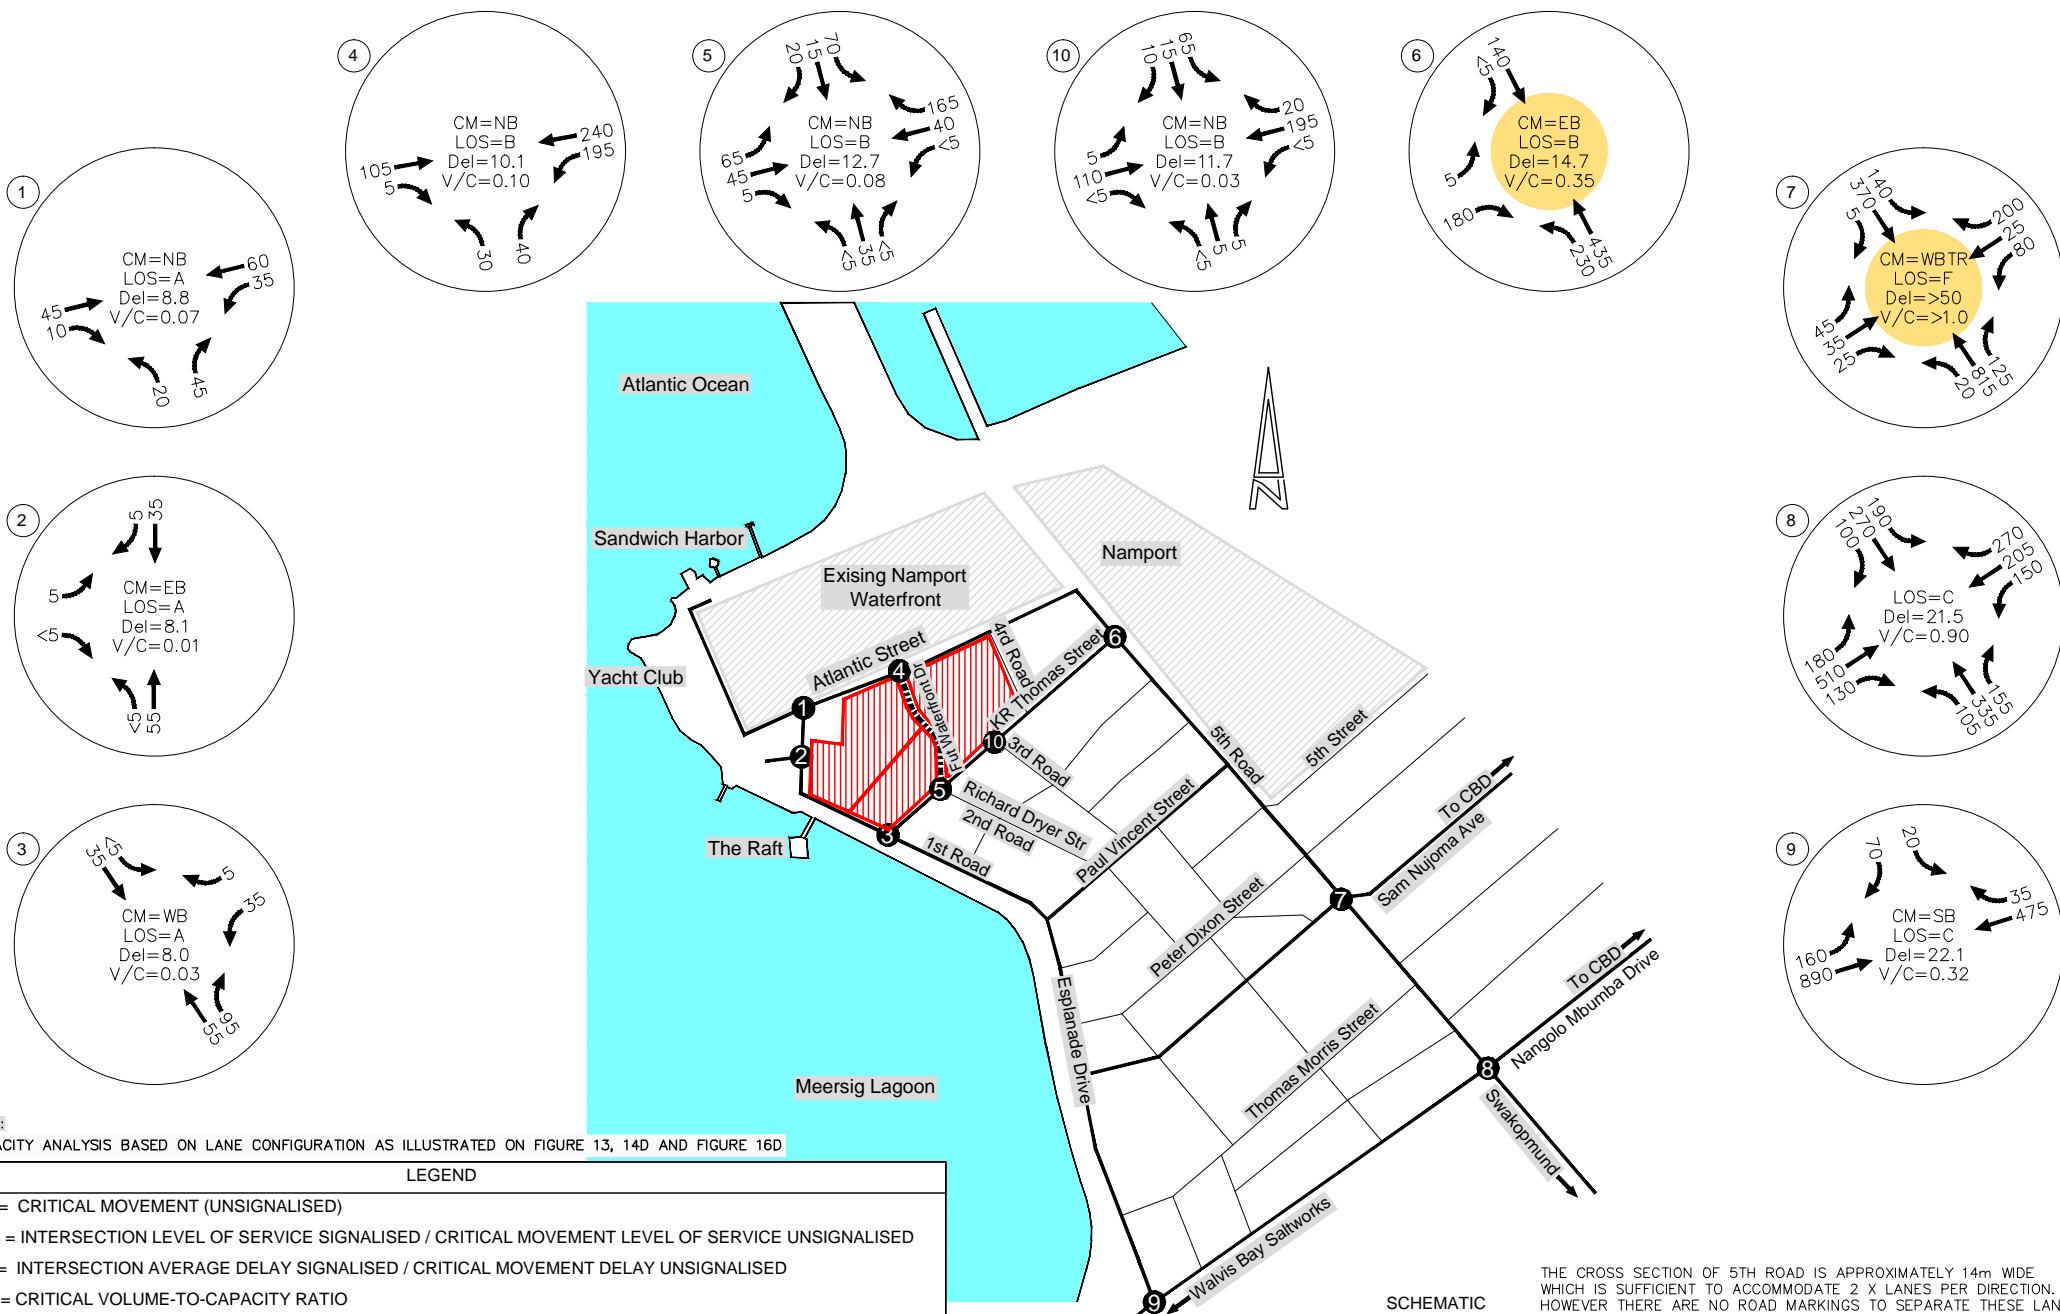 4
5
10
6
105
5
240
195
30
40
CM=NB
LOS=B
Del=10.1
V/C=0.10
20
15
70
165
40
<5
65
45
5
<5
35
<5
CM=NB
LOS=B
Del=12.7
V/C=0.08
10
15
65
20
195
<5
5
110
<5
<5
5
5
CM=NB
LOS=B
Del=11.7
V/C=0.03
<5
140
5
180
230
435
CM=EB
LOS=B
Del=14.7
V/C=0.35
1
45
10
60
35
20
45
CM=NB
LOS=A
Del=8.8
V/C=0.07
7
5
370
140
200
25
80
45
35
25
20
815
125
CM=WBTR
LOS=F
Del=>50
V/C=>1.0
2
5
35
5
<5
<5
55
CM=EB
LOS=A
Del=8.1
V/C=0.01
8
100
270
190
270
205
150
180
510
130
105
335
155
LOS=C
Del=21.5
V/C=0.90
3
35
<5
5
35
55
95
CM=WB
LOS=A
Del=8.0
V/C=0.03
9
70
20
35
475
160
890
CM=SB
LOS=C
Del=22.1
V/C=0.32
Atlantic Ocean
N
Sandwich Harbor
Namport
Exising Namport
Waterfront
Yacht Club
Atlantic Street
Fut Waterfront Dr
4rd Road
KR Thomas Street
1
2
3
4
5
10
6
3rd Road
5th Road
5th Street
Richard Dryer Str
2nd Road
1st Road
The Raft
Paul Vincent Street
To CBD
Sam Nujoma Ave
7
Peter Dixon Street
Esplanade Drive
Thomas Morris Street
To CBD
Nangolo Mbumba Drive
8
Swakopmund
Meersig Lagoon
Walvis Bay Saltworks
9
:
ACITY ANALYSIS BASED ON LANE CONFIGURATION AS ILLUSTRATED ON FIGURE 13, 14D AND FIGURE 16D
LEGEND
= CRITICAL MOVEMENT (UNSIGNALISED)
= INTERSECTION LEVEL OF SERVICE SIGNALISED / CRITICAL MOVEMENT LEVEL OF SERVICE UNSIGNALISED
= INTERSECTION AVERAGE DELAY SIGNALISED / CRITICAL MOVEMENT DELAY UNSIGNALISED
= CRITICAL VOLUME-TO-CAPACITY RATIO
SCHEMATIC
THE CROSS SECTION OF 5TH ROAD IS APPROXIMATELY 14m WIDE
WHICH IS SUFFICIENT TO ACCOMMODATE 2 X LANES PER DIRECTION.
HOWEVER THERE ARE NO ROAD MARKINGS TO SEPARATE THESE LAN